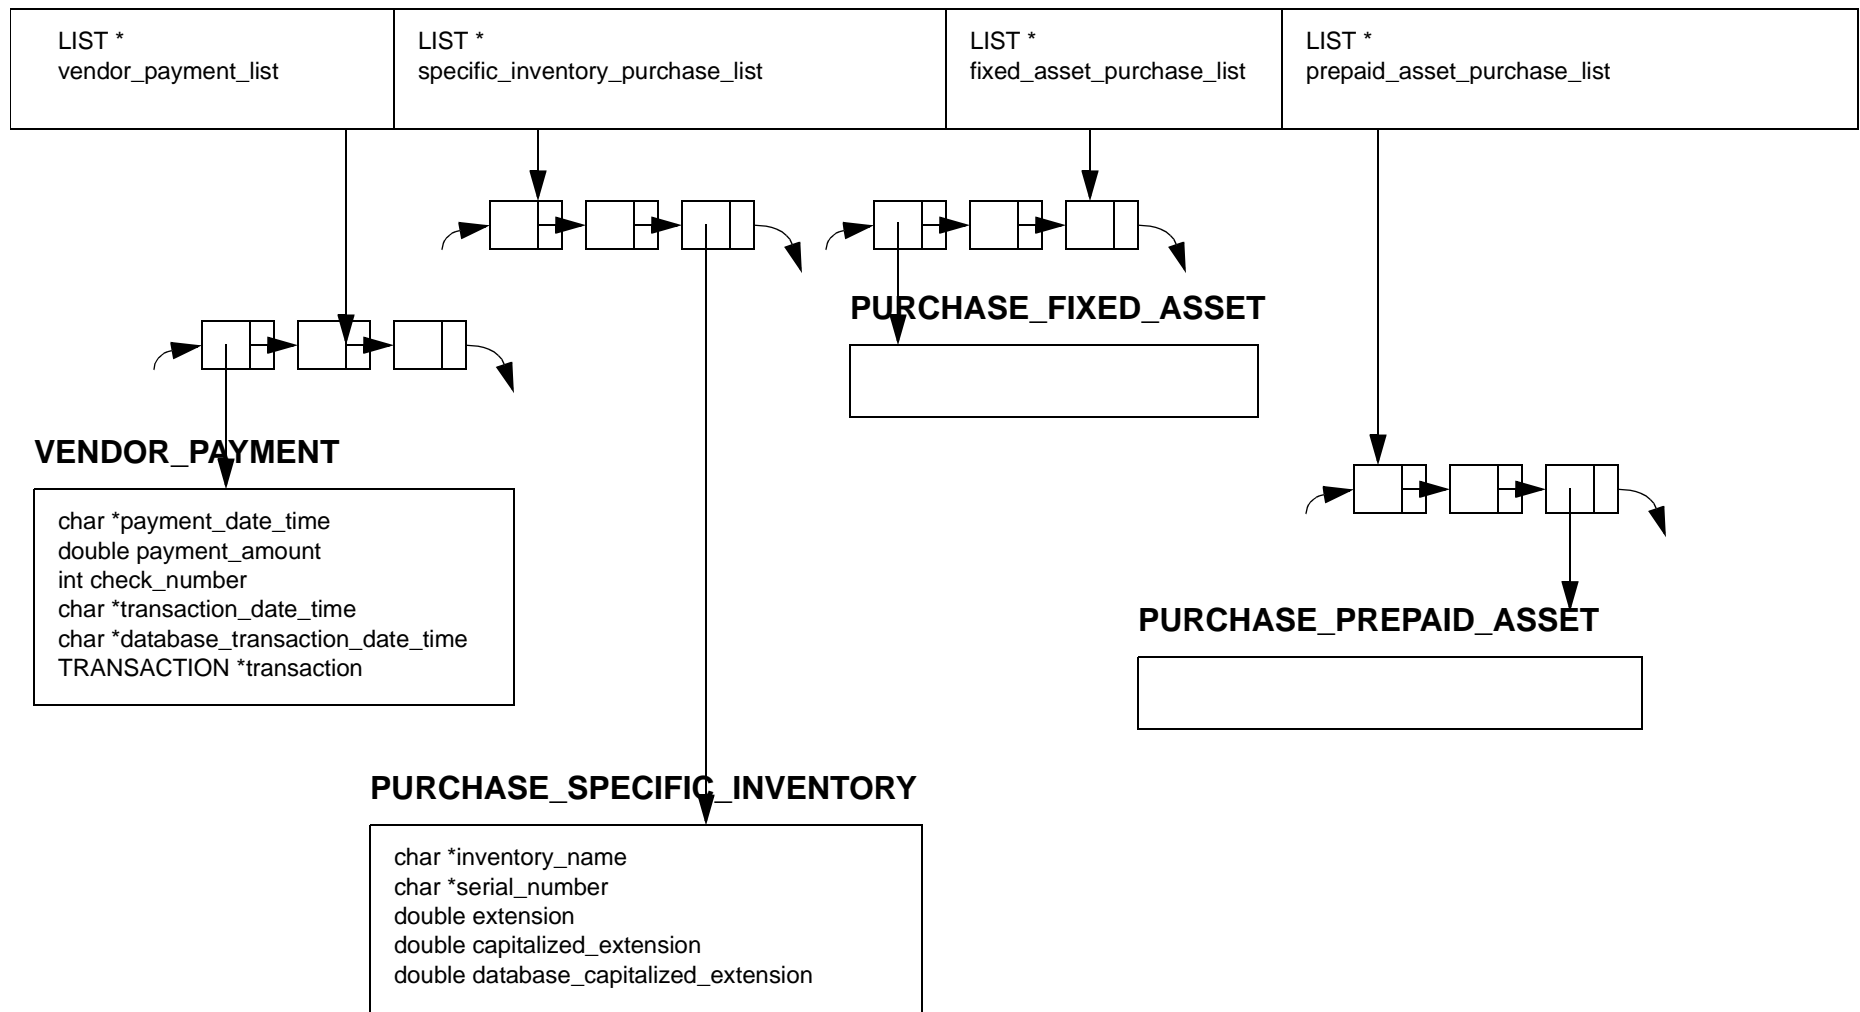 LIST *
vendor_payment_list
LIST *
specific_inventory_purchase_list
LIST *
fixed_asset_purchase_list
LIST *
prepaid_asset_purchase_list
PURCHASE_FIXED_ASSET
VENDOR_PAYMENT
char *payment_date_time
double payment_amount
int check_number
char *transaction_date_time
char *database_transaction_date_time
TRANSACTION *transaction
PURCHASE_PREPAID_ASSET
PURCHASE_SPECIFIC_INVENTORY
char *inventory_name
char *serial_number
double extension
double capitalized_extension
double database_capitalized_extension